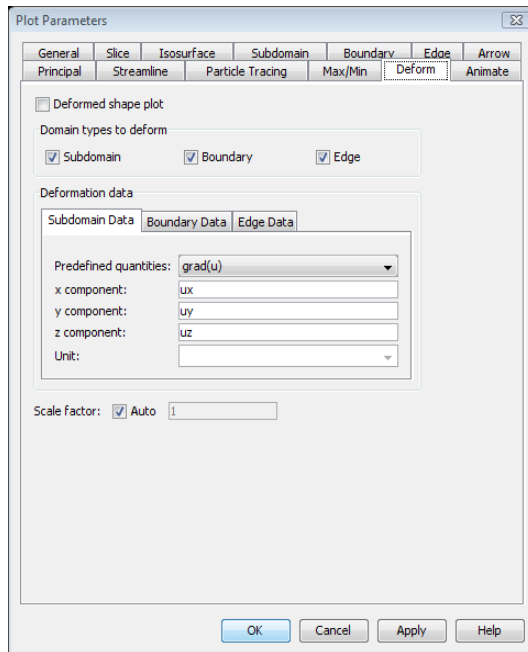 Plot Parameters
General Slice Isosurface Subdomain Boundary Edge Arrow
Principal Streamline Particle Tracing Max/Min Deform Animate
Deformed shape plot
Domain types to deform
Subdomain Boundary Edge
Deformation data
Subdomain Data Boundary Data Edge Data
Predefined quantities: grad(u)
x component: ux
y component: uy
z component: uz
Unit:
Scale factor: Auto 1
OK Cancel Apply Help